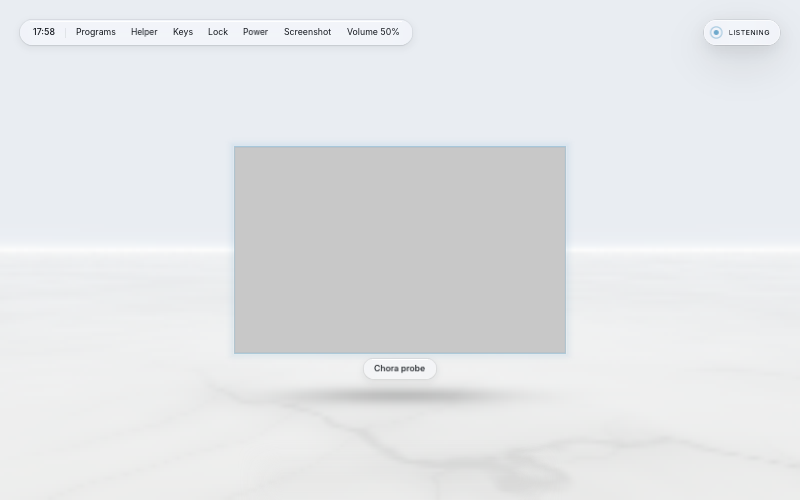 17:58 Programs Helper Keys Lock Power Screenshot Volume 50%
LISTENING
Chora probe